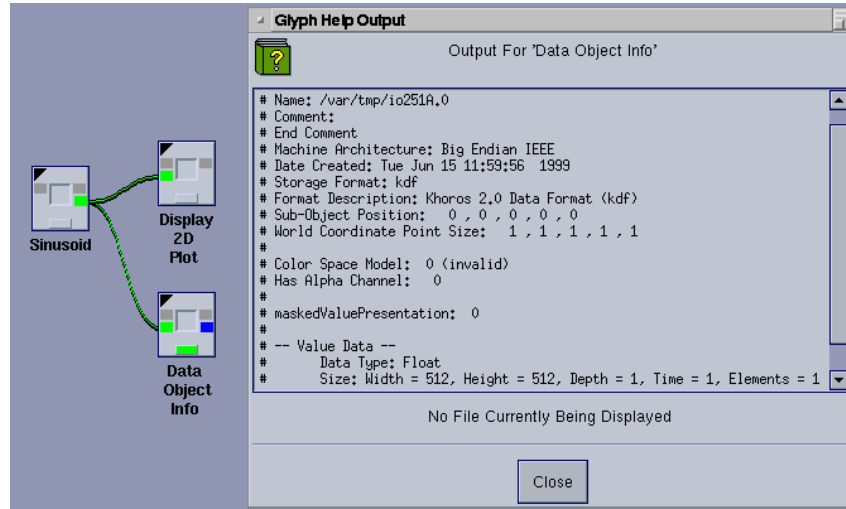 Glyph Help Output
Output For 'Data Object Info'
# Name: /var/tmp/io251A.0
# Comment:
# End Comment
# Machine Architecture: Big Endian IEEE
# Date Created: Tue Jun 15 11:59:56  1999
# Storage Format: kdf
# Format Description: Khoros 2.0 Data Format (kdf)
# Sub-Object Position:   0 , 0 , 0 , 0 , 0
# World Coordinate Point Size:   1 , 1 , 1 , 1 , 1
#
# Color Space Model:  0 (invalid)
# Has Alpha Channel:   0
#
# maskedValuePresentation:  0
#
# -- Value Data --
#       Data Type: Float
#       Size: Width = 512, Height = 512, Depth = 1, Time = 1, Elements = 1
No File Currently Being Displayed
Close
Sinusoid
Display
2D
Plot
Data
Object
Info